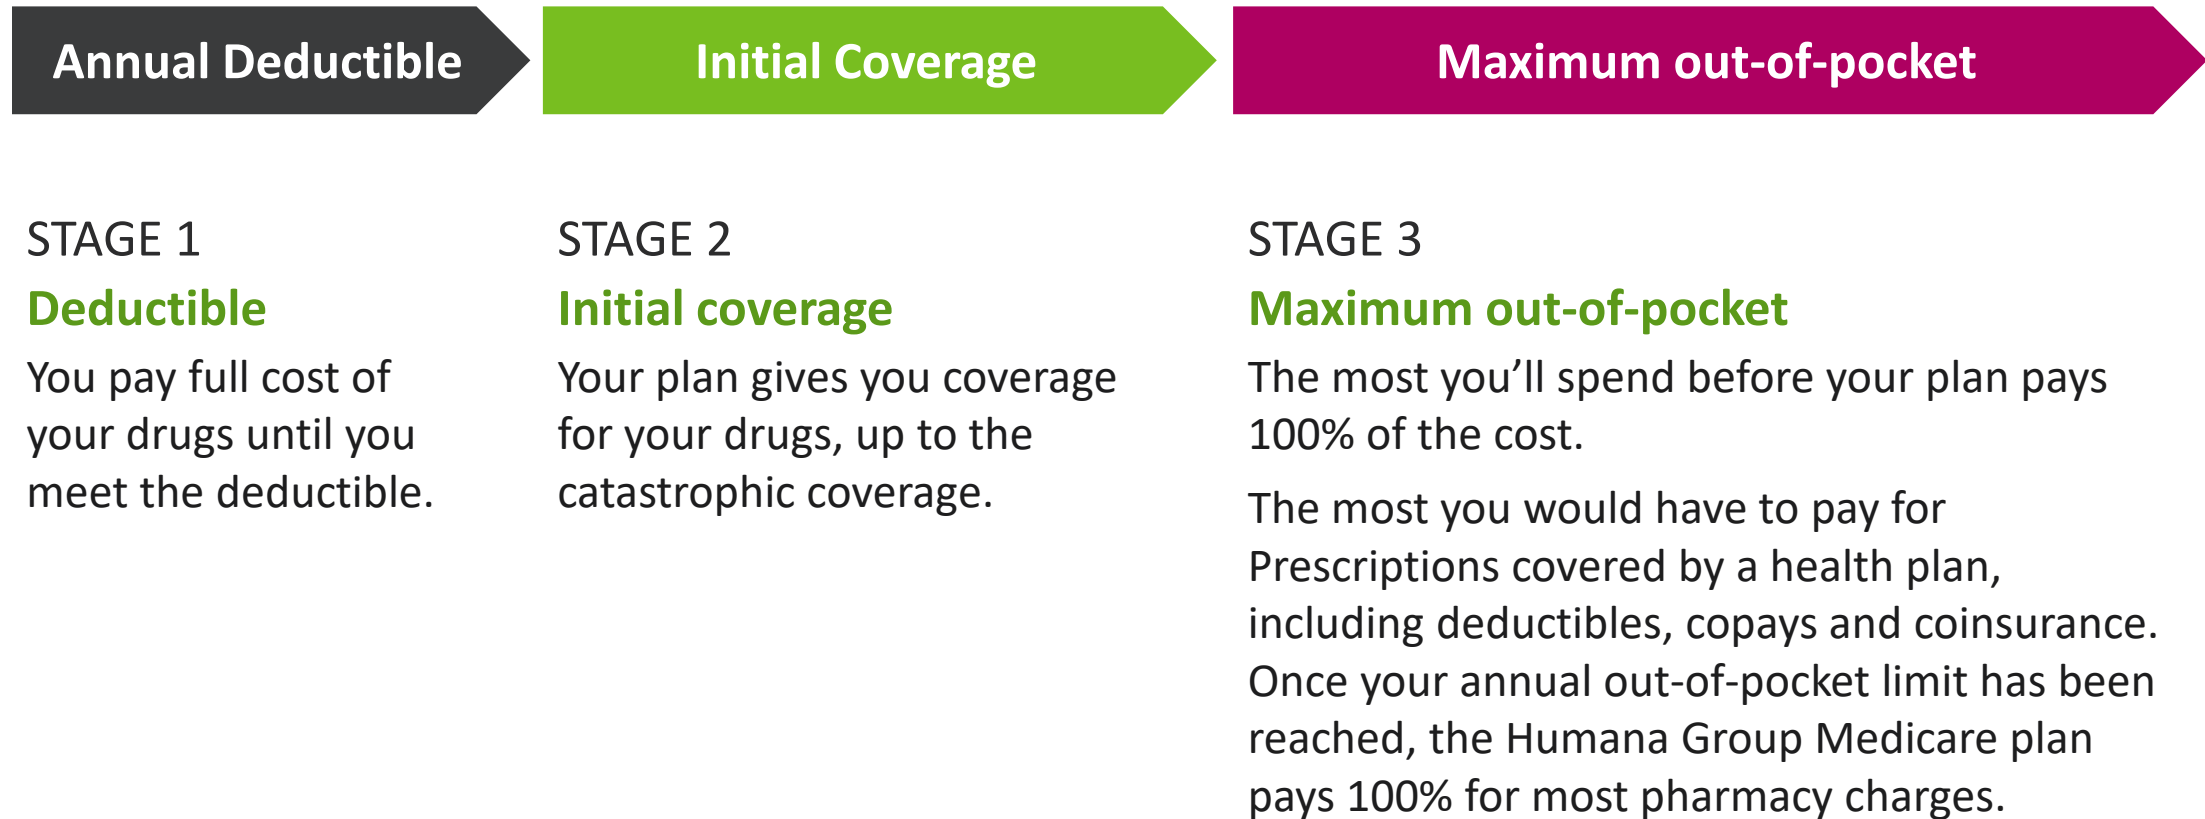 Annual Deductible
Initial Coverage
Maximum out-of-pocket
STAGE 1
Deductible
You pay full cost of
your drugs until you
meet the deductible.
STAGE 2
Initial coverage
Your plan gives you coverage
for your drugs, up to the
catastrophic coverage.
STAGE 3
Maximum out-of-pocket
The most you’ll spend before your plan pays
100% of the cost.
The most you would have to pay for
Prescriptions covered by a health plan,
including deductibles, copays and coinsurance.
Once your annual out-of-pocket limit has been
reached, the Humana Group Medicare plan
pays 100% for most pharmacy charges.